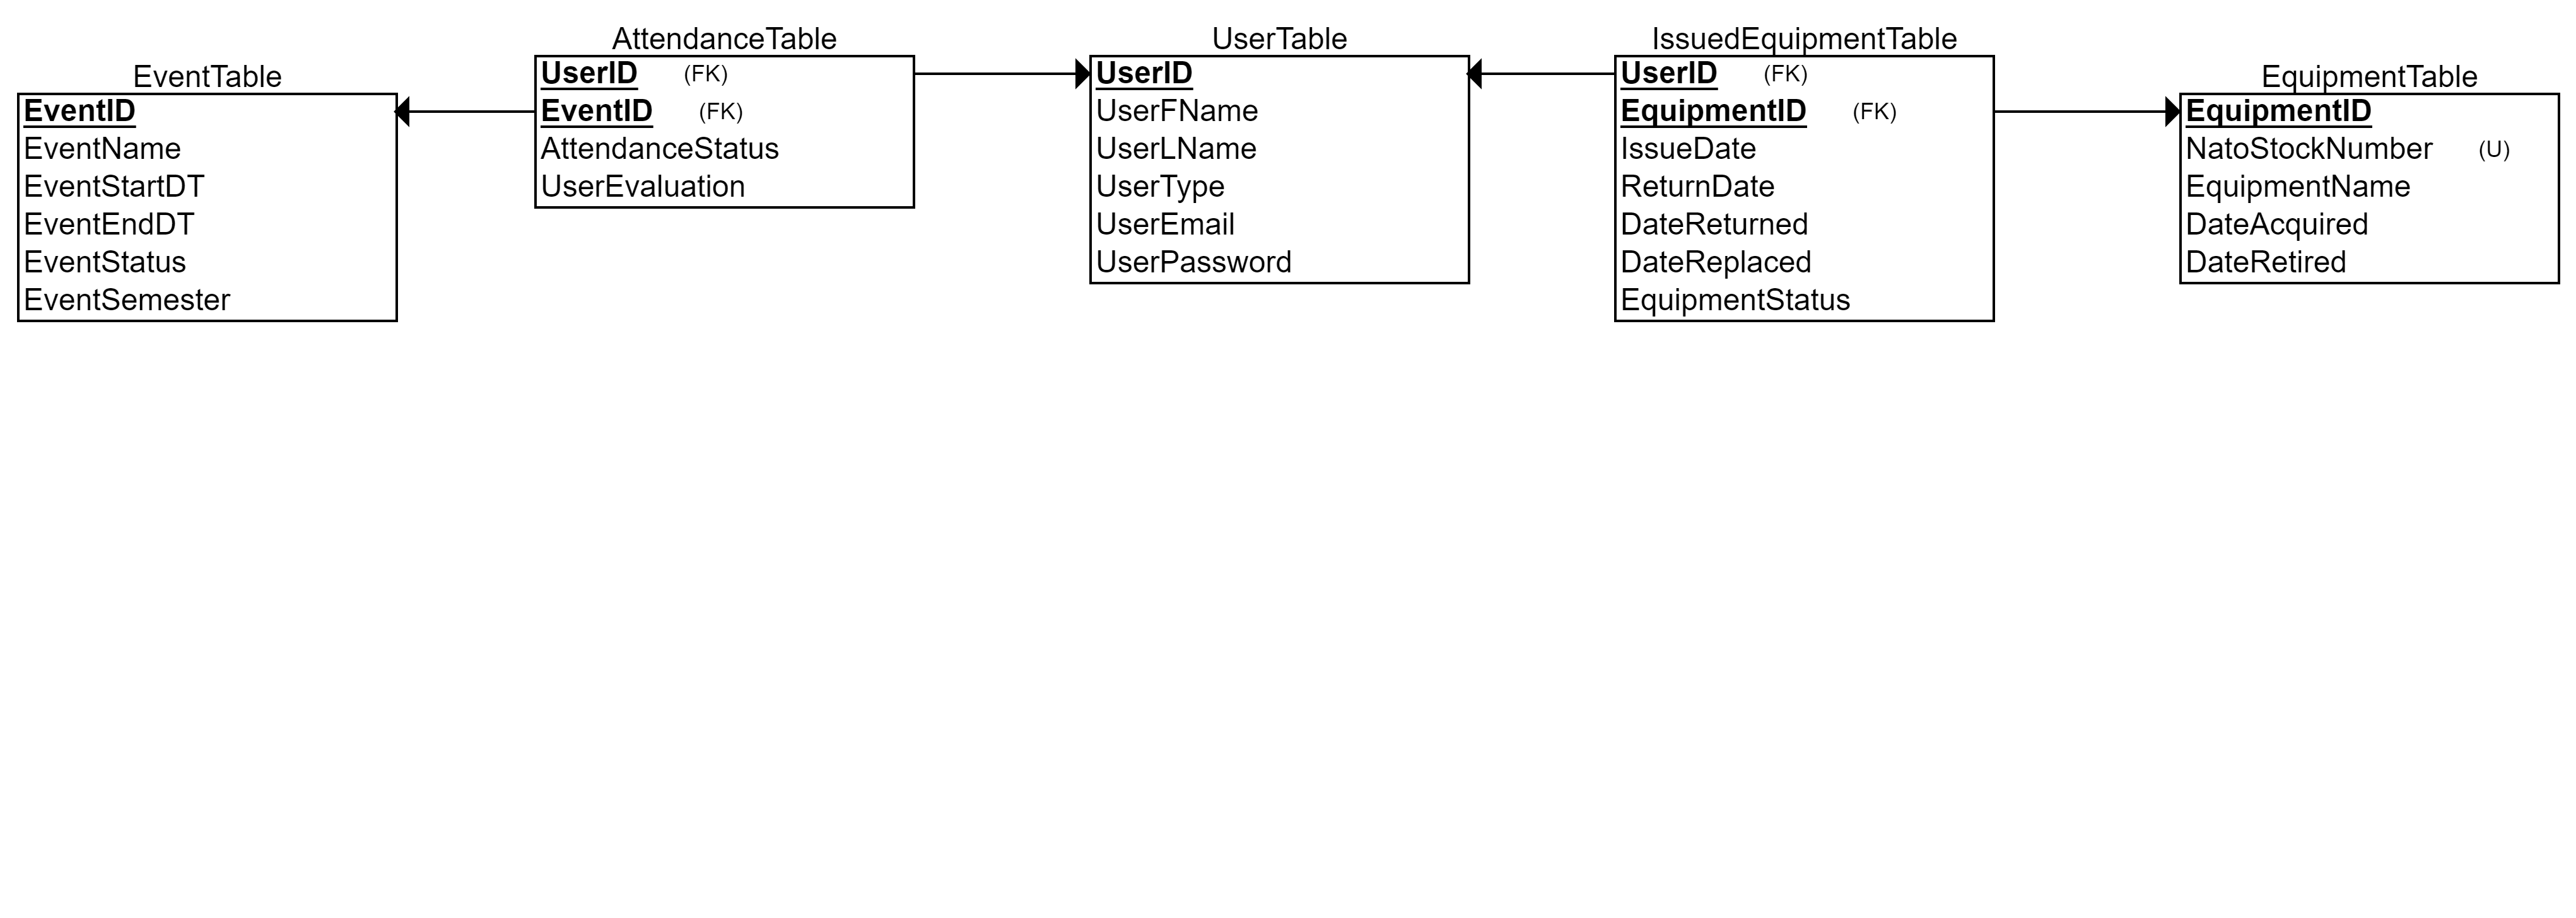 EventTable
EventID
EventName
EventStartDT
EventEndDT
EventStatus
EventSemester
AttendanceTable
UserID (FK)
EventID (FK)
AttendanceStatus
UserEvaluation
UserTable
UserID
UserFName
UserLName
UserType
UserEmail
UserPassword
IssuedEquipmentTable
UserID (FK)
EquipmentID (FK)
IssueDate
ReturnDate
DateReturned
DateReplaced
EquipmentStatus
EquipmentTable
EquipmentID
NatoStockNumber (U)
EquipmentName
DateAcquired
DateRetired